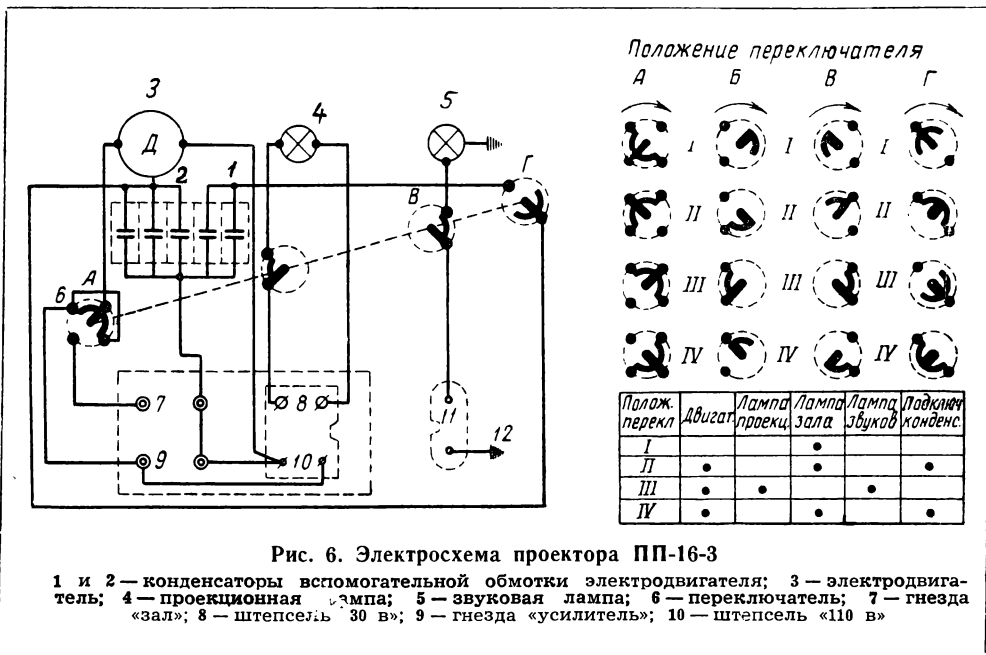 Положение переключателя
А Б В Г
I I I
II II II
III III III
IV IV IV
3
4
5
Д
2
1
Г
В
А
6
7
8
9
10
11
12
Полож. перекл
Двигат.
Лампа проекц.
Лампа зала
Лампа звуков
Подключ конденс.
I
II
III
IV
Рис. 6. Электросхема проектора ПП-16-3
1 и 2 — конденсаторы вспомогательной обмотки электродвигателя; 3 — электродвига-
тель; 4 — проекционная лампа; 5 — звуковая лампа; 6 — переключатель; 7 — гнезда
«зал»; 8 — штепсель 30 в»; 9 — гнезда «усилитель»; 10 — штепсель «110 в»